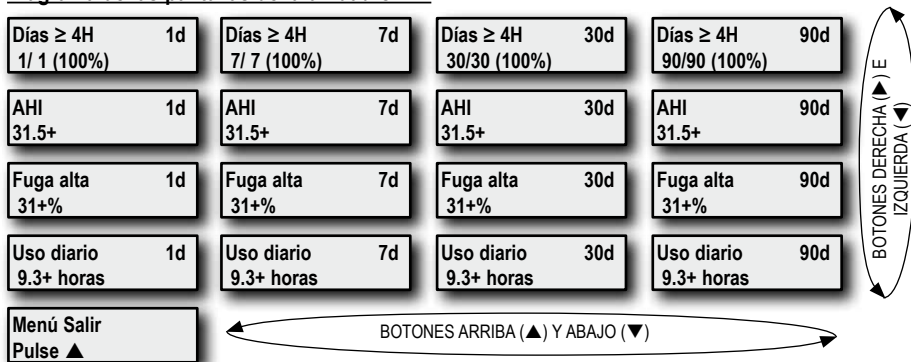 Días ≥ 4H 1d
1/ 1 (100%)
Días ≥ 4H 7d
7/ 7 (100%)
Días ≥ 4H 30d
30/30 (100%)
Días ≥ 4H 90d
90/90 (100%)
AHI 1d
31.5+
AHI 7d
31.5+
AHI 30d
31.5+
AHI 90d
31.5+
Fuga alta 1d
31+%
Fuga alta 7d
31+%
Fuga alta 30d
31+%
Fuga alta 90d
31+%
Uso diario 1d
9.3+ horas
Uso diario 7d
9.3+ horas
Uso diario 30d
9.3+ horas
Uso diario 90d
9.3+ horas
Menú Salir
Pulse ▲
BOTONES ARRIBA (▲) Y ABAJO (▼)
BOTONES DERECHA (▶) E
IZQUIERDA (◀)